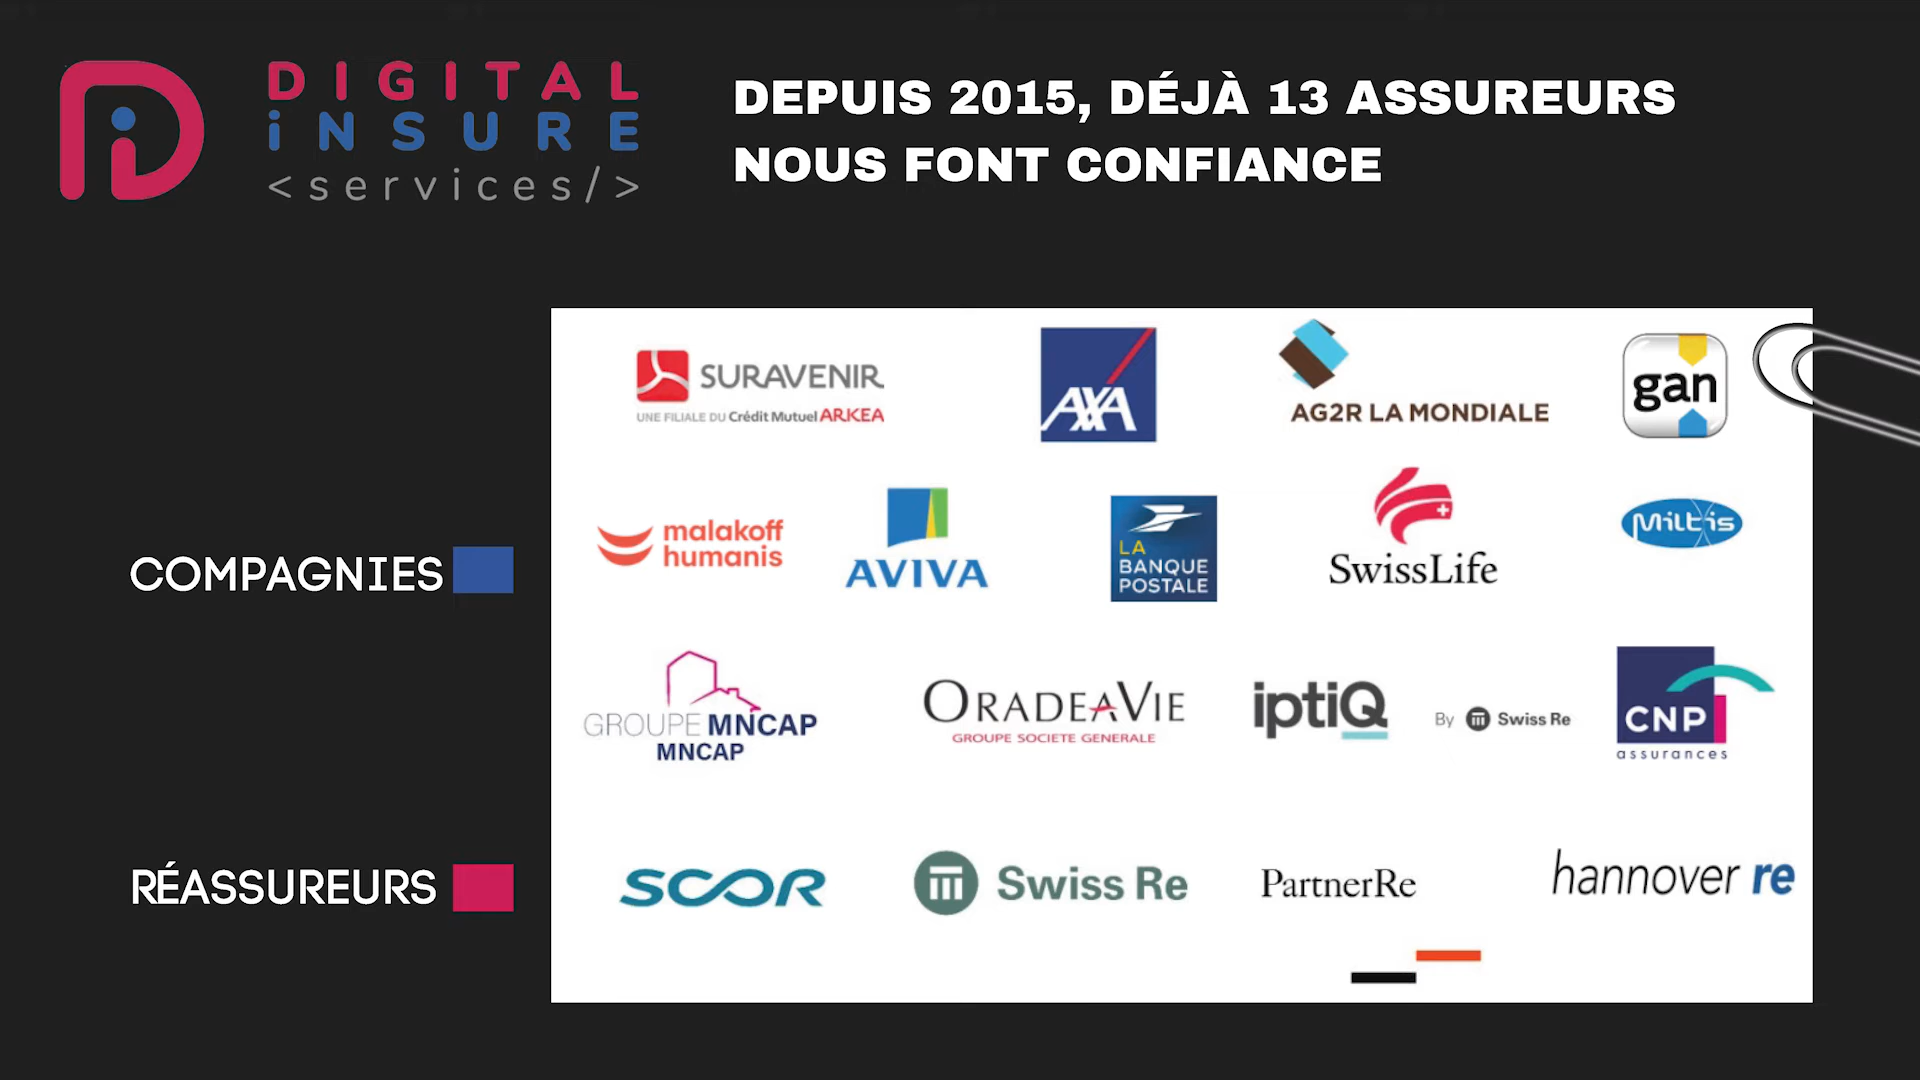 DIGITAL
iNSURE
<services/>
DEPUIS 2015, DÉJÀ 13 ASSUREURS
NOUS FONT CONFIANCE
COMPAGNIES
SURAVENIR
UNE FILIALE DU Crédit Mutuel ARKEA
AXA
AG2R LA MONDIALE
gan
malakoff
humanis
AVIVA
LA
BANQUE
POSTALE
SwissLife
Miltis
GROUPE MNCAP
MNCAP
ORADEAVIE
GROUPE SOCIETE GENERALE
iptiQ
By Swiss Re
CNP
assurances
RÉASSUREURS
SCOR
Swiss Re
PartnerRe
hannover re